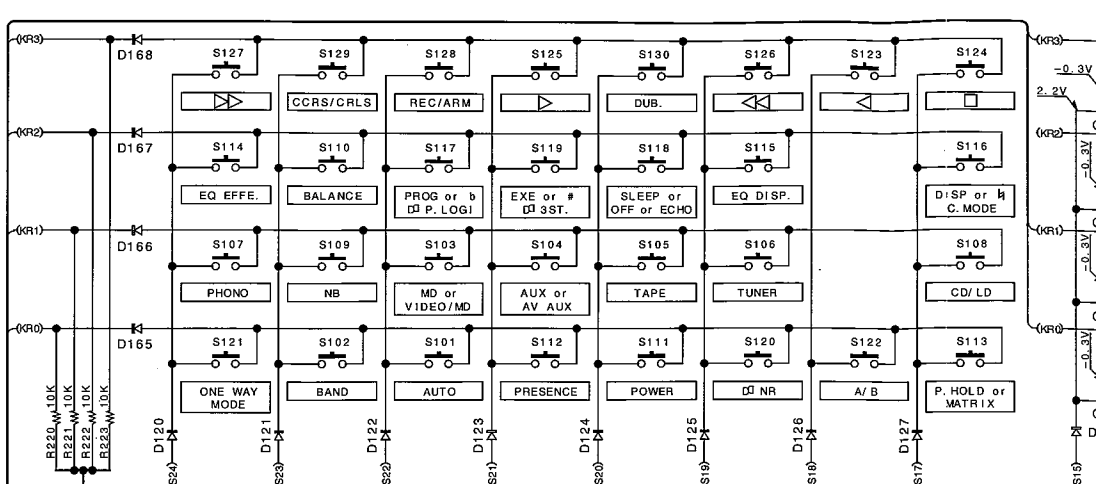 KR3
D168
S127
S129
S128
S125
S130
S126
S123
S124
KR3
-0.3V
CCRS/CRLS
REC/ARM
DUB.
2.2V
KR2
D167
S114
S110
S117
S119
S118
S115
S116
KR2
-0.3V
EQ EFFE.
BALANCE
PROG or b
P. LOGI
EXE or #
3ST.
SLEEP or
OFF or ECHO
EQ DISP.
DISP or ♮
C. MODE
KR1
D166
S107
S109
S103
S104
S105
S106
S108
KR1
-0.3V
PHONO
NB
MD or
VIDEO/MD
AUX or
AV AUX
TAPE
TUNER
CD/LD
KR0
D165
S121
S102
S101
S112
S111
S120
S122
S113
KR0
-0.3V
ONE WAY
MODE
BAND
AUTO
PRESENCE
POWER
NR
A/B
P. HOLD or
MATRIX
R220 10K
R221 10K
R222 10K
R223 10K
D120
D121
D122
D123
D124
D125
D126
D127
D
S24
S23
S22
S21
S20
S19
S18
S17
S15